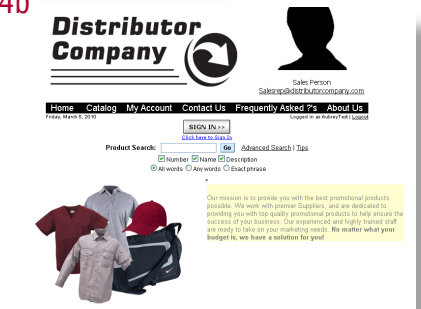 4b
Distributor
Company
Sales Person
Salesrep@distributorcompany.com
Home Catalog My Account Contact Us Frequently Asked ?'s About Us
Friday, March 5, 2010 Logged in as AubreyTest | Logout
SIGN IN >>
Click here to Sign In
Product Search: Go Advanced Search | Tips
Number Name Description
All words Any words Exact phrase
Our mission is to provide you with the best promotional products
possible. We work with premier Suppliers, and are dedicated to
providing you with top quality promotional products to help ensure the
success of your business. Our experienced and highly trained staff
are ready to take on your marketing needs. No matter what your
budget is, we have a solution for you!